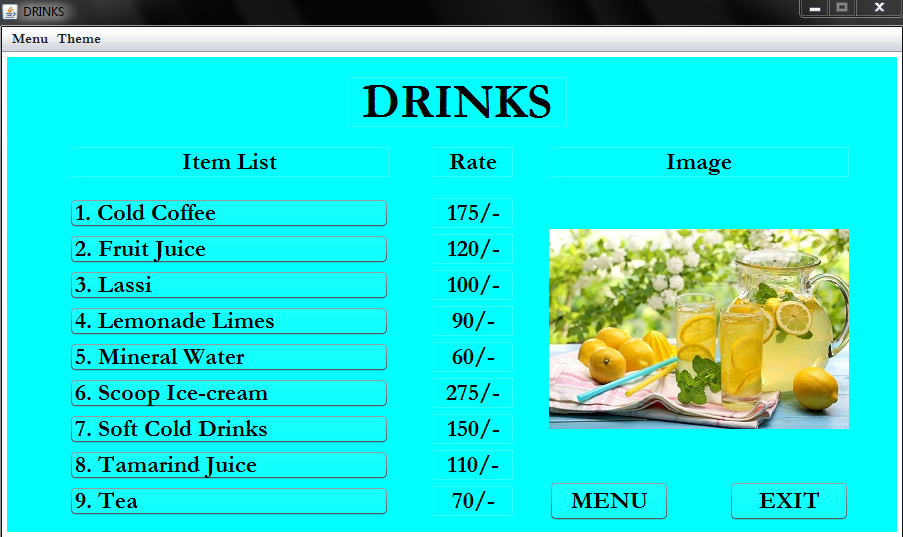 DRINKS
Menu Theme
DRINKS
Item List Rate Image
1. Cold Coffee 175/-
2. Fruit Juice 120/-
3. Lassi 100/-
4. Lemonade Limes 90/-
5. Mineral Water 60/-
6. Scoop Ice-cream 275/-
7. Soft Cold Drinks 150/-
8. Tamarind Juice 110/-
9. Tea 70/-
MENU EXIT